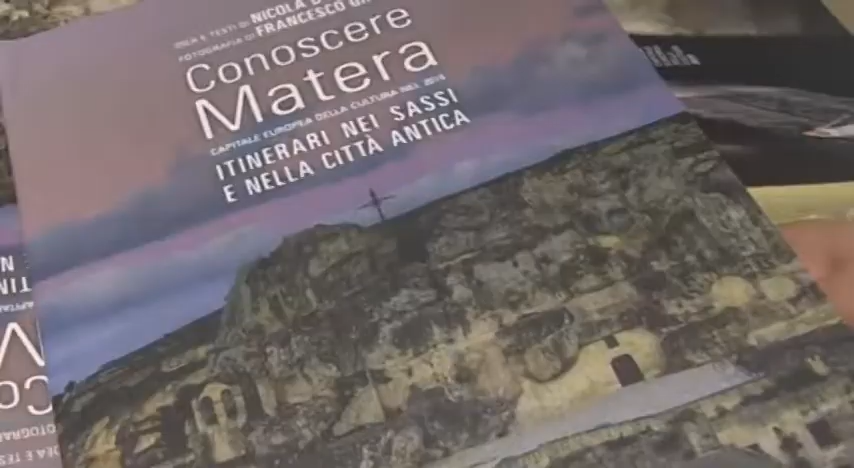 IDEA E TESTI DI NICOLA
FOTOGRAFIA DI FRANCESCO
Conoscere
Matera
CAPITALE EUROPEA DELLA CULTURA NEL 2019
ITINERARI NEI SASSI
E NELLA CITTÀ ANTICA